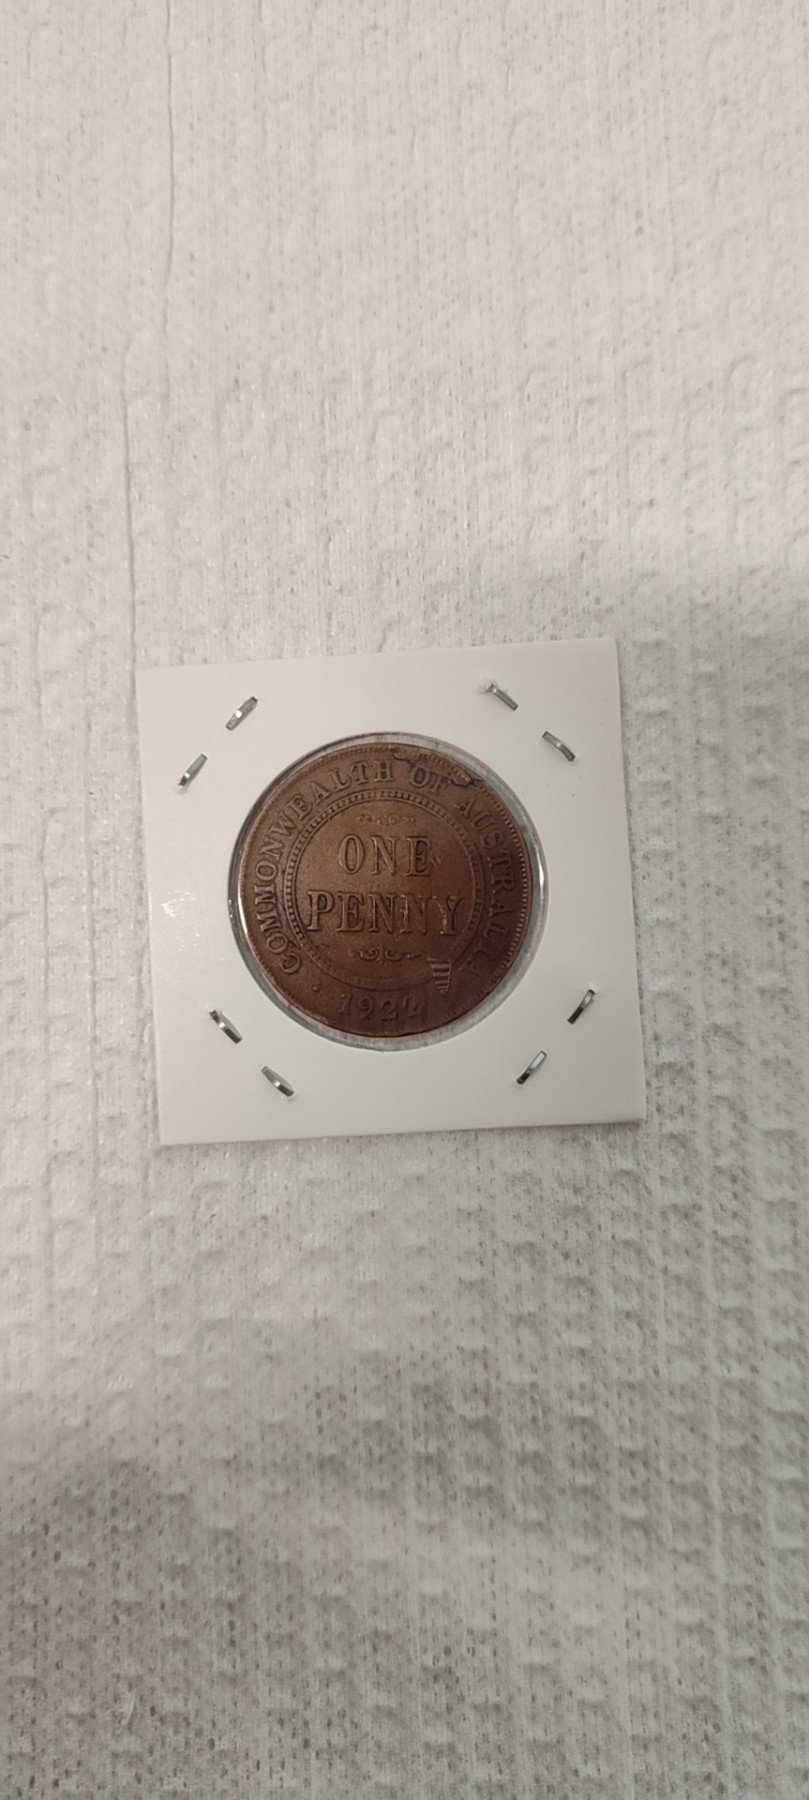 COMMONWEALTH OF AUSTRALIA
ONE
PENNY
1922